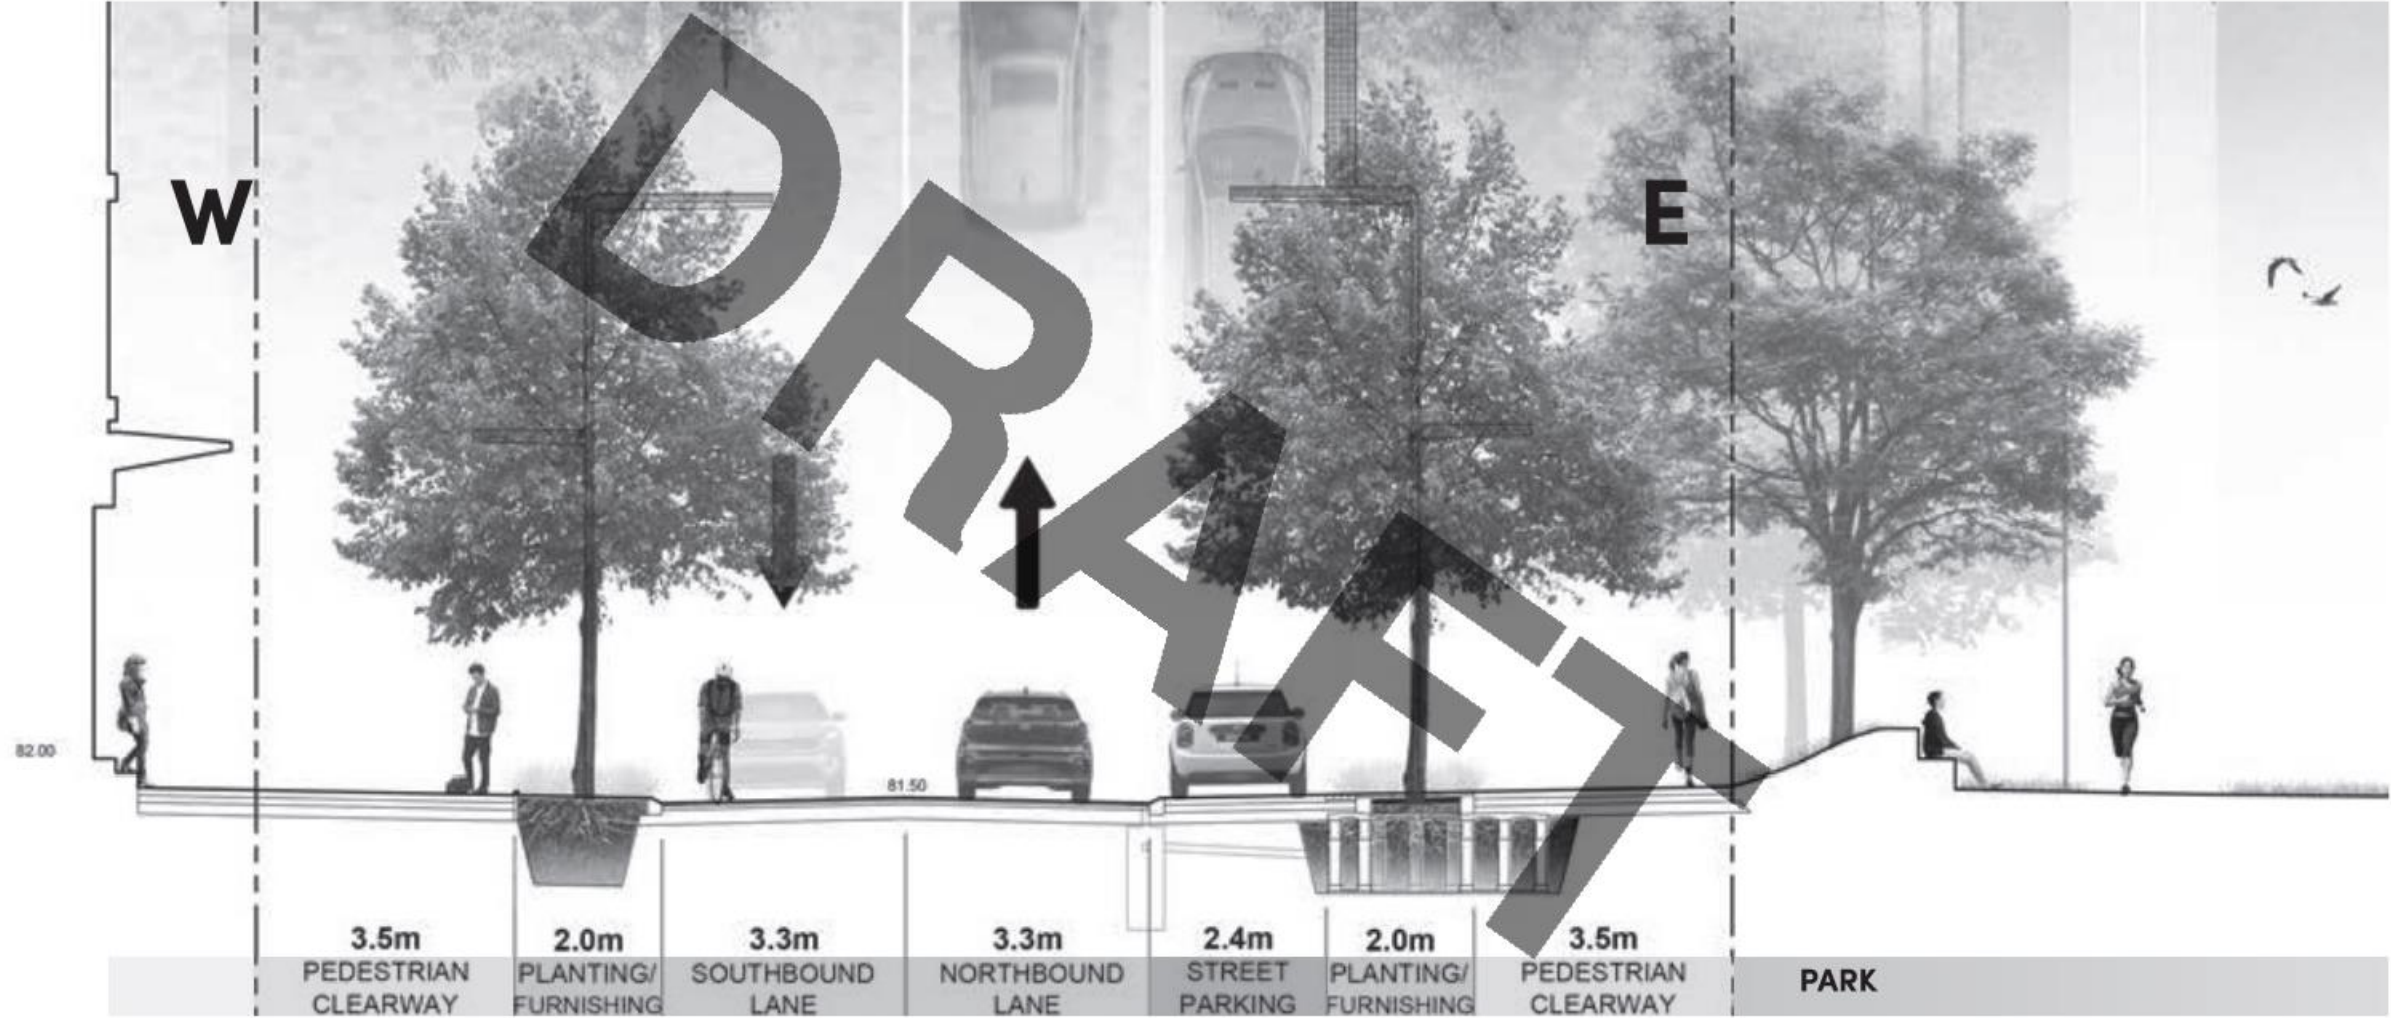 W
E
DRAFT
82.00
81.50
3.5m
2.0m
3.3m
3.3m
2.4m
2.0m
3.5m
PEDESTRIAN
CLEARWAY
PLANTING/
FURNISHING
SOUTHBOUND
LANE
NORTHBOUND
LANE
STREET
PARKING
PLANTING/
FURNISHING
PEDESTRIAN
CLEARWAY
PARK